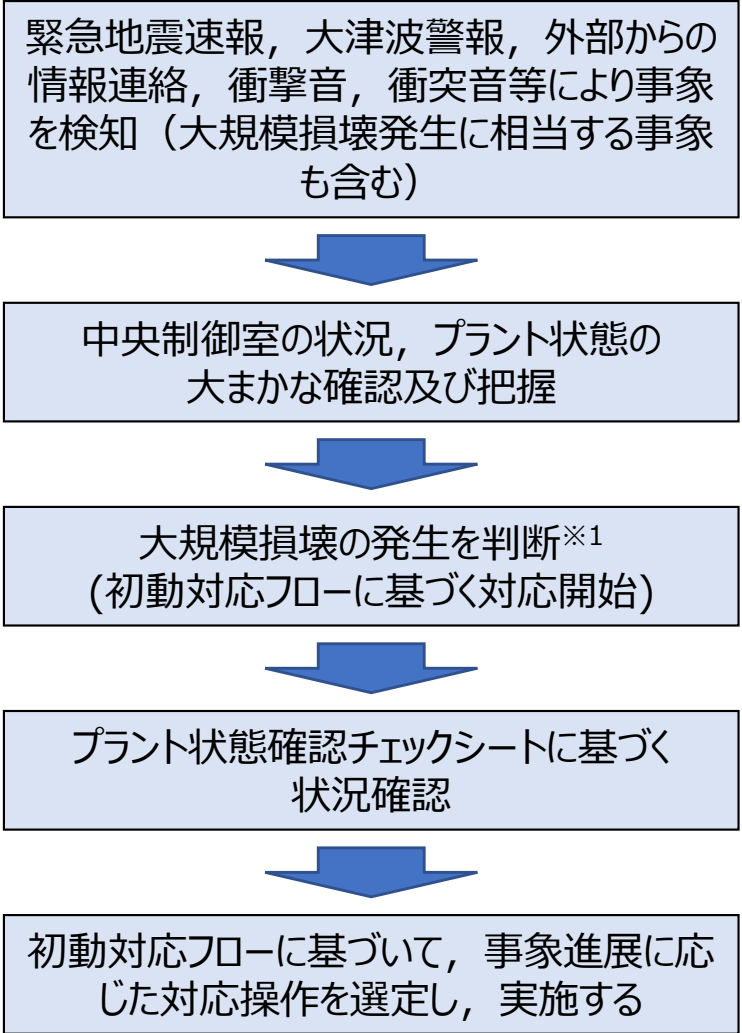 緊急地震速報，大津波警報，外部からの
情報連絡，衝撃音，衝突音等により事象
を検知（大規模損壊発生に相当する事象
も含む）
中央制御室の状況，プラント状態の
大まかな確認及び把握
大規模損壊の発生を判断※1
(初動対応フローに基づく対応開始)
プラント状態確認チェックシートに基づく
状況確認
初動対応フローに基づいて，事象進展に応
じた対応操作を選定し，実施する